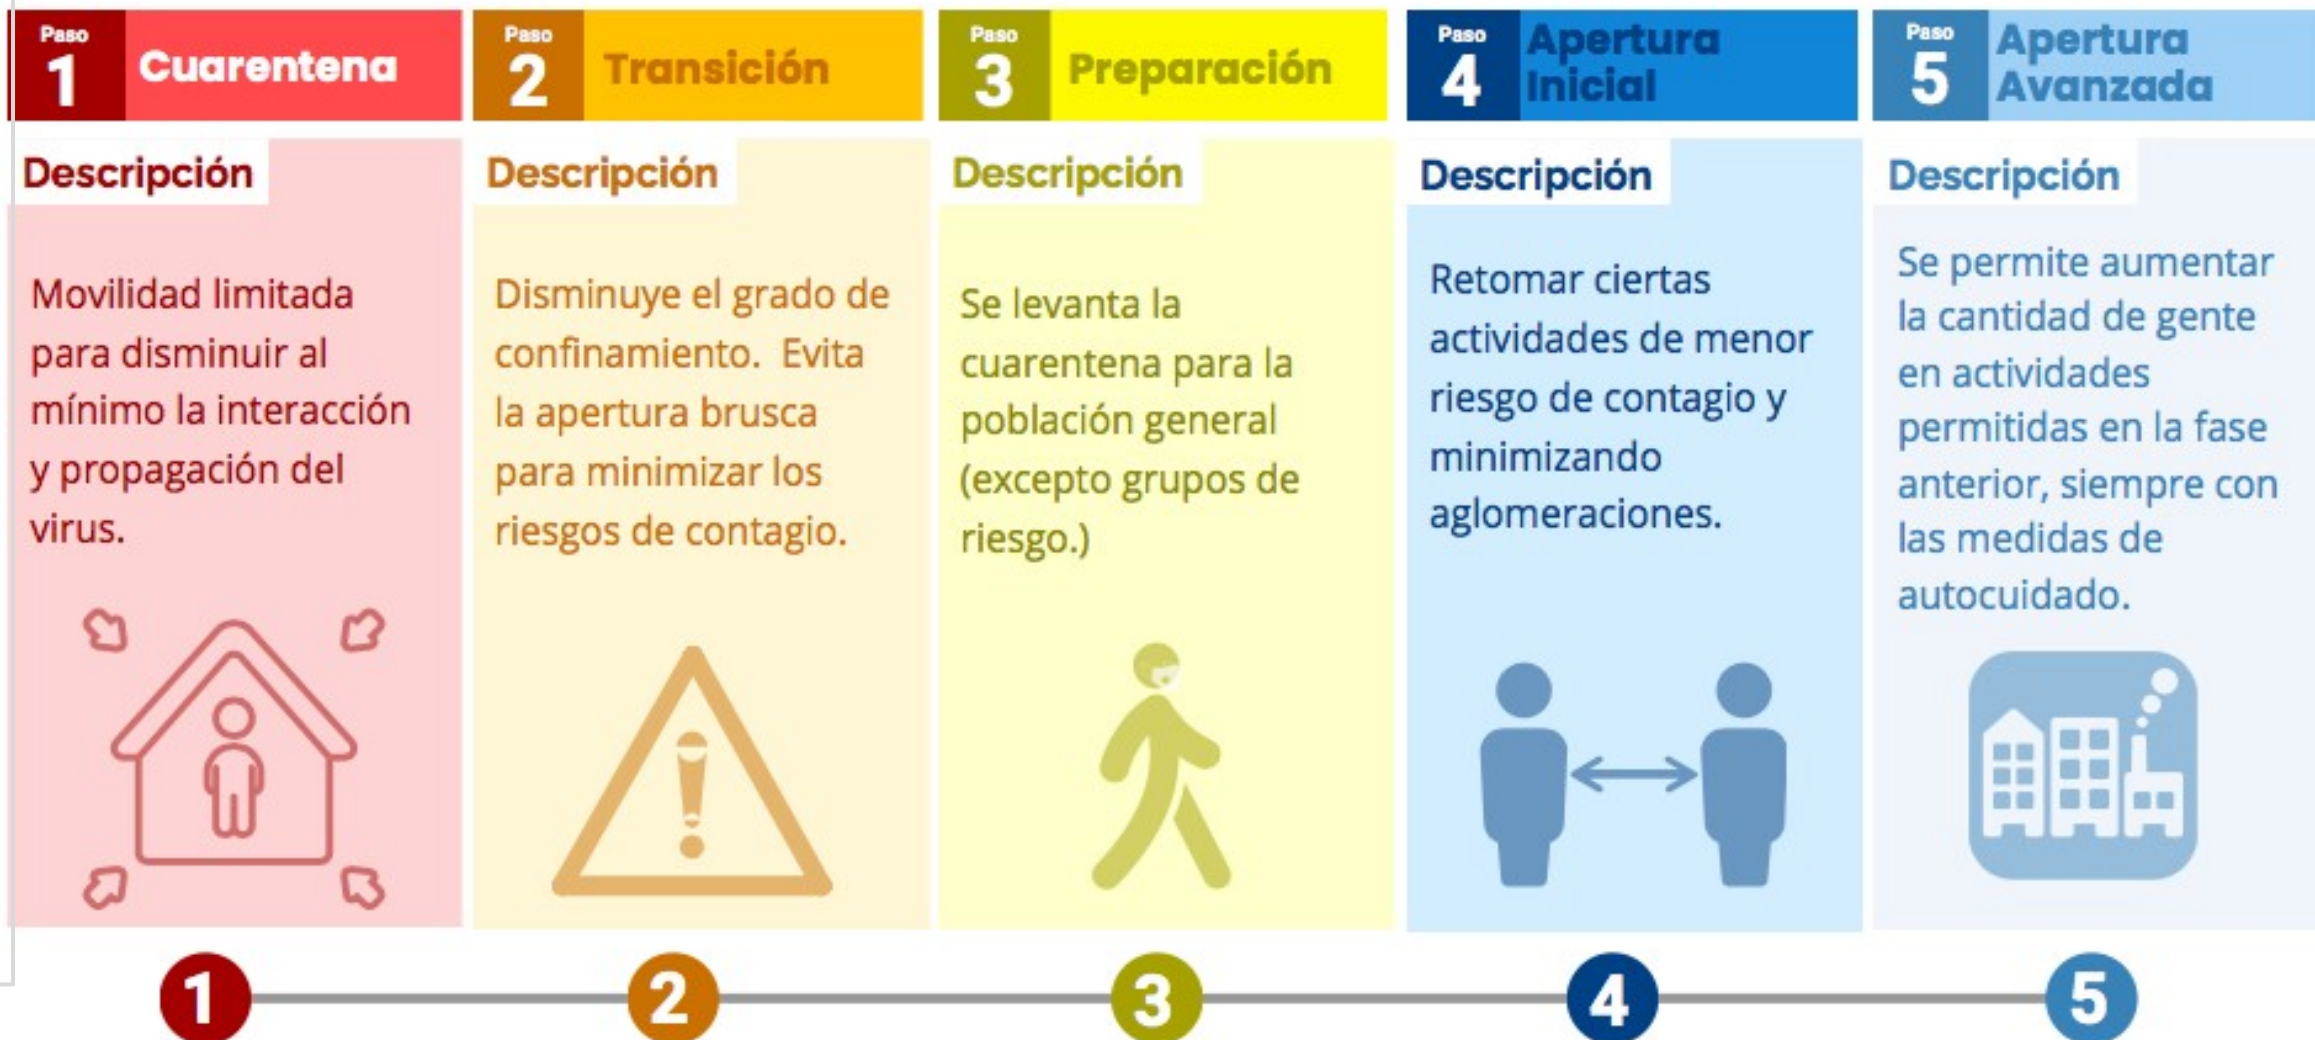 Paso
1
Cuarentena
Descripción
Movilidad limitada
para disminuir al
mínimo la interacción
y propagación del
virus.
Paso
2
Transición
Descripción
Disminuye el grado de
confinamiento. Evita
la apertura brusca
para minimizar los
riesgos de contagio.
Paso
3
Preparación
Descripción
Se levanta la
cuarentena para la
población general
(excepto grupos de
riesgo.)
Paso
4
Apertura
Inicial
Descripción
Retomar ciertas
actividades de menor
riesgo de contagio y
minimizando
aglomeraciones.
Paso
5
Apertura
Avanzada
Descripción
Se permite aumentar
la cantidad de gente
en actividades
permitidas en la fase
anterior, siempre con
las medidas de
autocuidado.
1
2
3
4
5